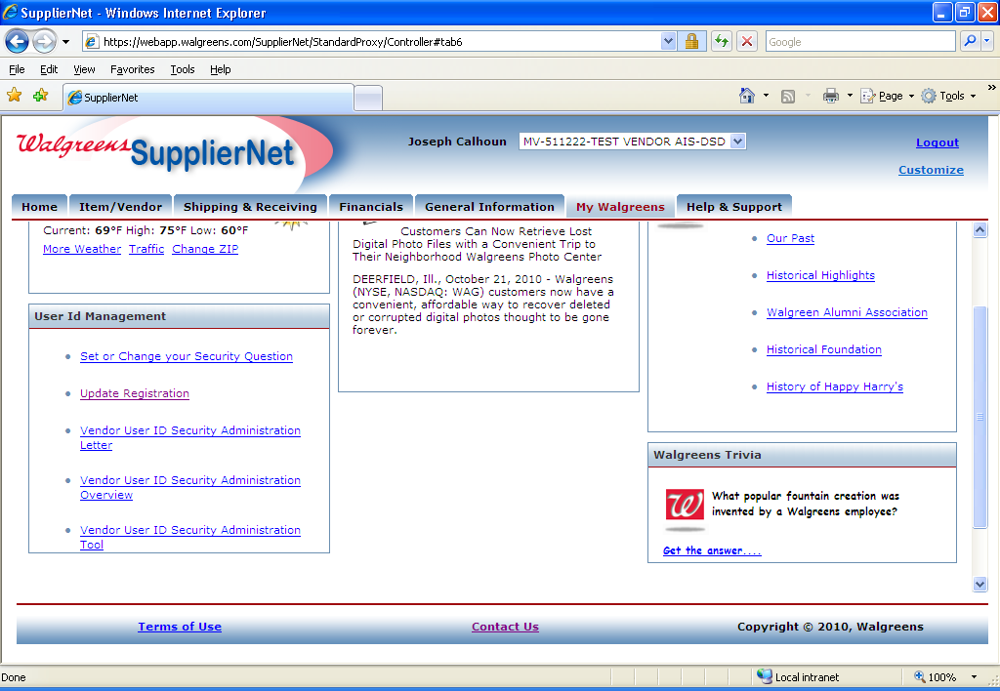 SupplierNet - Windows Internet Explorer
https://webapp.walgreens.com/SupplierNet/StandardProxy/Controller#tab6
Google
File Edit View Favorites Tools Help
SupplierNet
Page Tools »
Walgreens SupplierNet
Joseph Calhoun MV-511222-TEST VENDOR AIS-DSD
Logout
Customize
Home Item/Vendor Shipping & Receiving Financials General Information My Walgreens Help & Support
Current: 69°F High: 75°F Low: 60°F
More Weather Traffic Change ZIP
User Id Management
• Set or Change your Security Question
• Update Registration
• Vendor User ID Security Administration
Letter
• Vendor User ID Security Administration
Overview
• Vendor User ID Security Administration
Tool
Customers Can Now Retrieve Lost
Digital Photo Files with a Convenient Trip to
Their Neighborhood Walgreens Photo Center
DEERFIELD, Ill., October 21, 2010 - Walgreens
(NYSE, NASDAQ: WAG) customers now have a
convenient, affordable way to recover deleted
or corrupted digital photos thought to be gone
forever.
• Our Past
• Historical Highlights
• Walgreen Alumni Association
• Historical Foundation
• History of Happy Harry's
Walgreens Trivia
W
What popular fountain creation was
invented by a Walgreens employee?
Get the answer....
Terms of Use Contact Us Copyright © 2010, Walgreens
Done Local intranet 100%